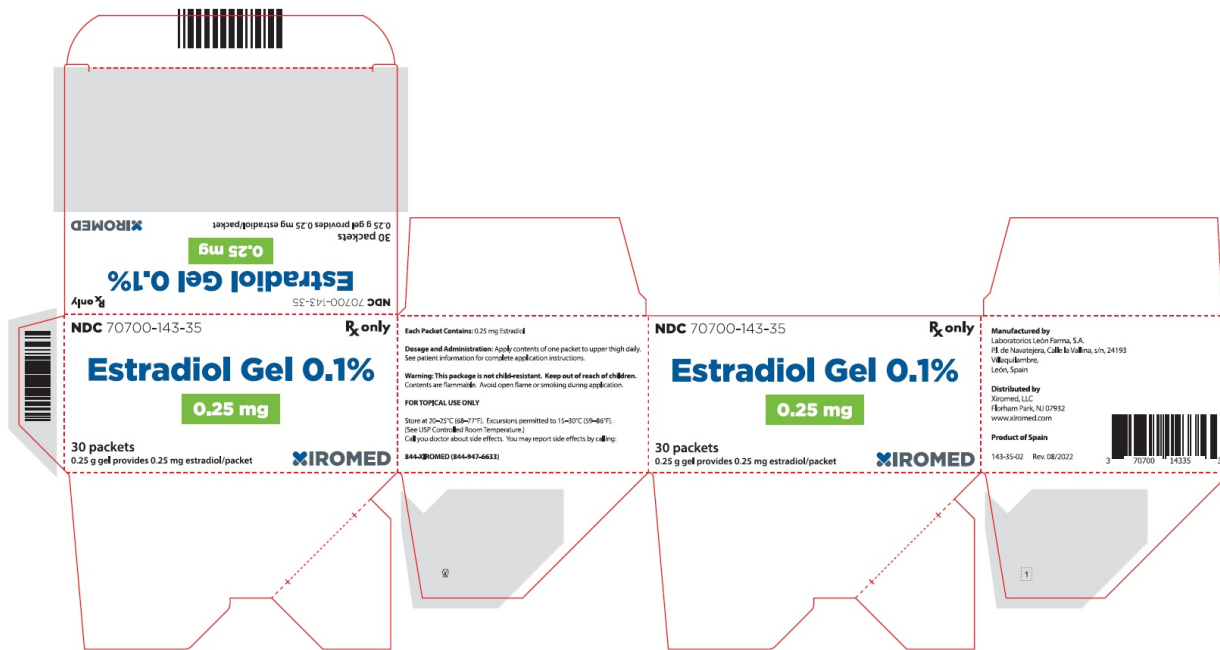 XIROMED
0.25 g gel provides 0.25 mg estradiol/packet
30 packets
0.25 mg
Estradiol Gel 0.1%
Rx only
NDC 70700-143-35
NDC 70700-143-35
Rx only
Estradiol Gel 0.1%
0.25 mg
30 packets
0.25 g gel provides 0.25 mg estradiol/packet
XIROMED
Each Packet Contains: 0.25 mg Estradiol
Dosage and Administration: Apply contents of one packet to upper thigh daily.
See patient information for complete application instructions.
Warning: This package is not child-resistant. Keep out of reach of children.
Contents are flammable. Avoid open flame or smoking during application.
FOR TOPICAL USE ONLY
Store at 20–25°C (68–77°F). Excursions permitted to 15–30°C (59–86°F).
[See USP Controlled Room Temperature.]
Call you doctor about side effects. You may report side effects by calling:
844-XIROMED (844-947-6633)
NDC 70700-143-35
Rx only
Estradiol Gel 0.1%
0.25 mg
30 packets
0.25 g gel provides 0.25 mg estradiol/packet
XIROMED
Manufactured by
Laboratorios León Farma, S.A.
P.I. de Navatejera, Callle la Vallina, s/n, 24193
Villaquilambre,
León, Spain
Distributed by
Xiromed, LLC
Florham Park, NJ 07932
www.xiromed.com
Product of Spain
143-35-02 Rev. 08/2022
3 70700 14335 3
1